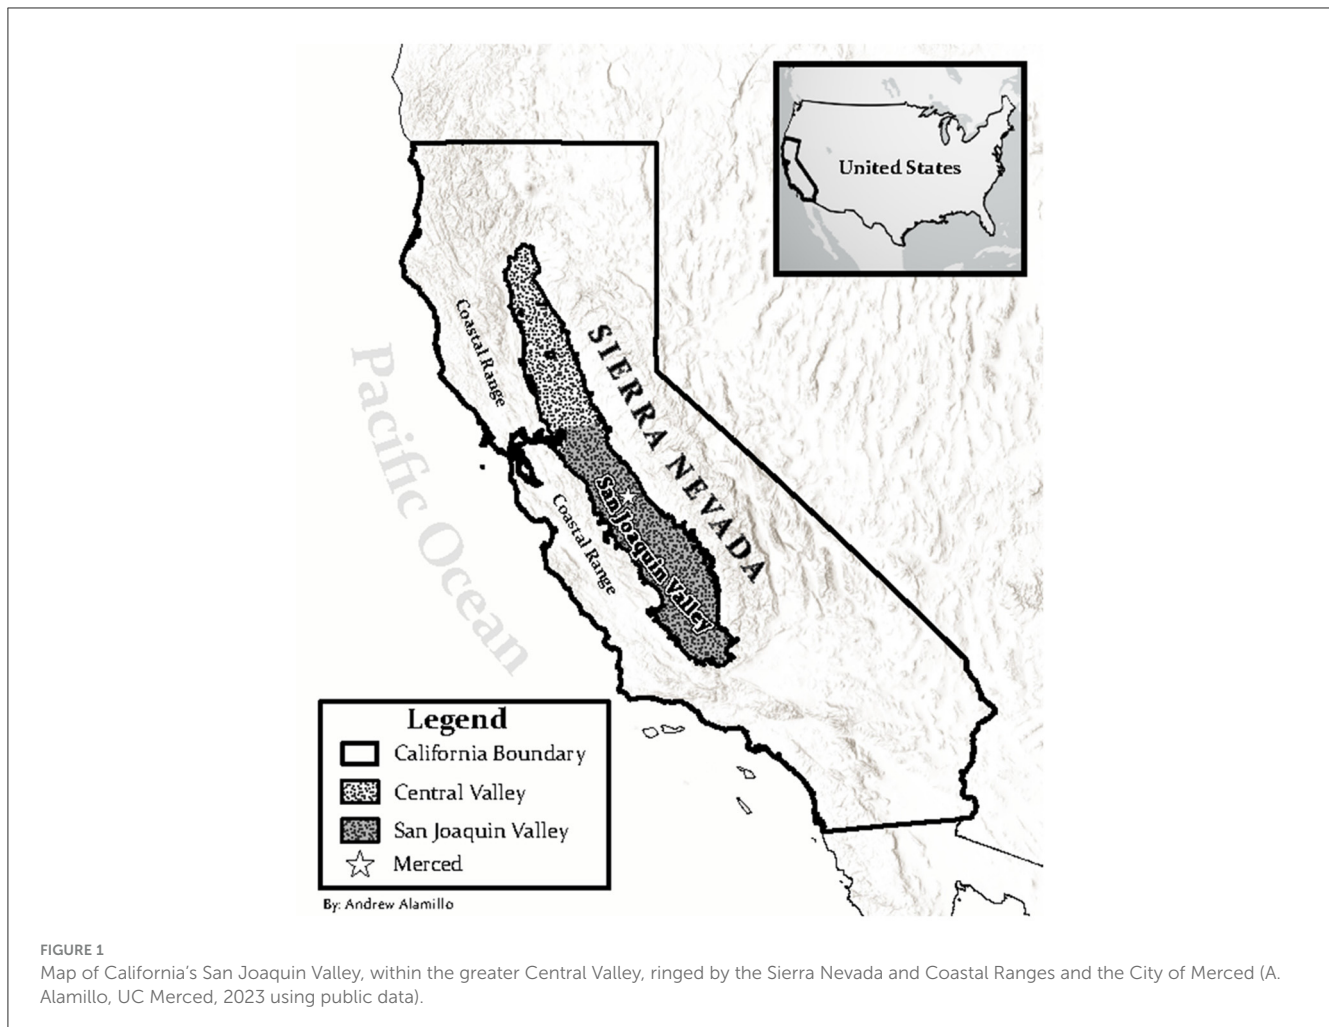 United States
Coastal Range
SIERRA NEVADA
Pacific Ocean
San Joaquin Valley
Coastal Range
Legend
California Boundary
Central Valley
San Joaquin Valley
Merced
By: Andrew Alamillo
FIGURE 1
Map of California's San Joaquin Valley, within the greater Central Valley, ringed by the Sierra Nevada and Coastal Ranges and the City of Merced (A.
Alamillo, UC Merced, 2023 using public data).